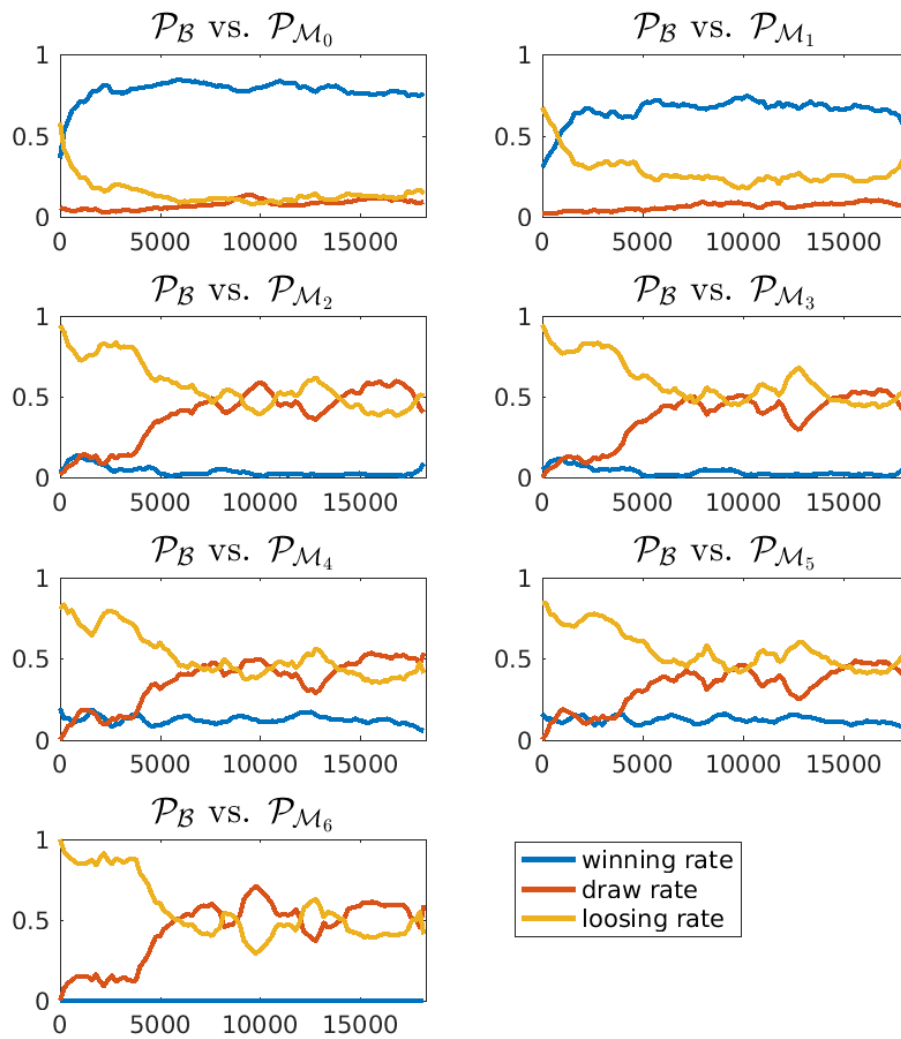 𝒫_ℬ vs. 𝒫_ℳ₀
1
0.5
0
0 5000 10000 15000
𝒫_ℬ vs. 𝒫_ℳ₁
1
0.5
0
0 5000 10000 15000
𝒫_ℬ vs. 𝒫_ℳ₂
1
0.5
0
0 5000 10000 15000
𝒫_ℬ vs. 𝒫_ℳ₃
1
0.5
0
0 5000 10000 15000
𝒫_ℬ vs. 𝒫_ℳ₄
1
0.5
0
0 5000 10000 15000
𝒫_ℬ vs. 𝒫_ℳ₅
1
0.5
0
0 5000 10000 15000
𝒫_ℬ vs. 𝒫_ℳ₆
1
0.5
0
0 5000 10000 15000
winning rate
draw rate
loosing rate